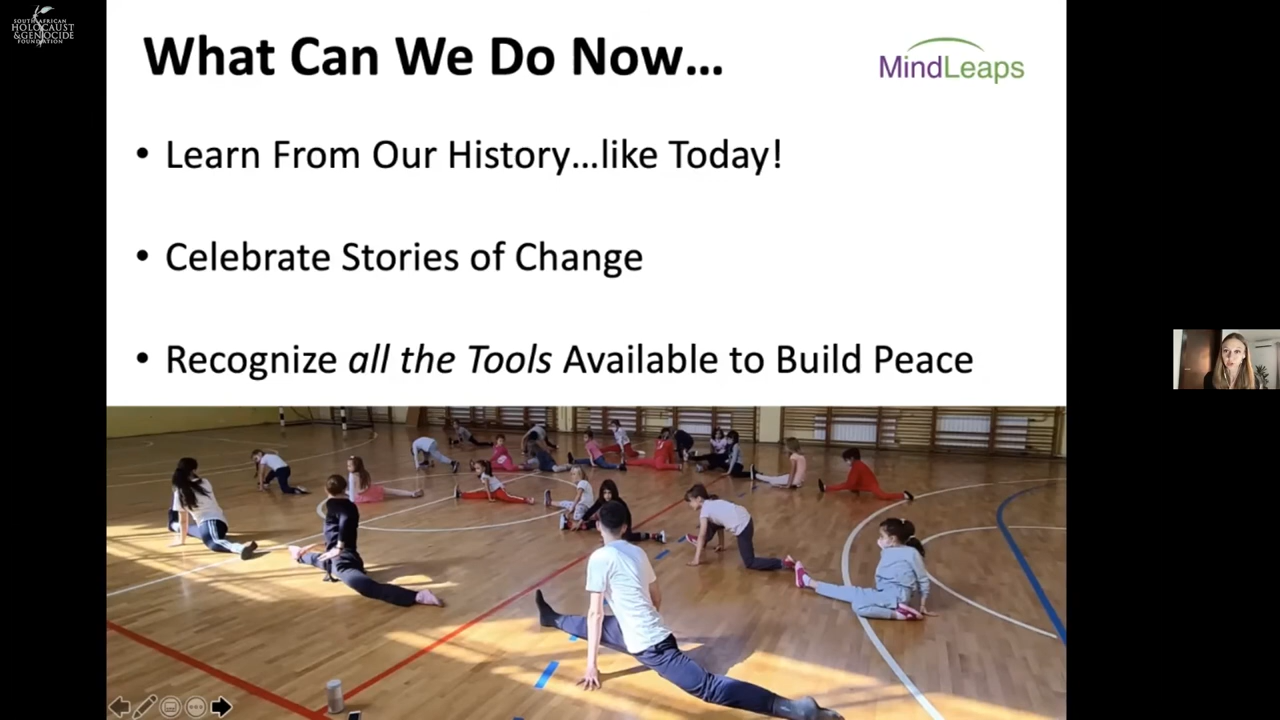 SOUTH AFRICAN
HOLOCAUST
& GENOCIDE
FOUNDATION
What Can We Do Now...
MindLeaps
• Learn From Our History...like Today!
• Celebrate Stories of Change
• Recognize all the Tools Available to Build Peace